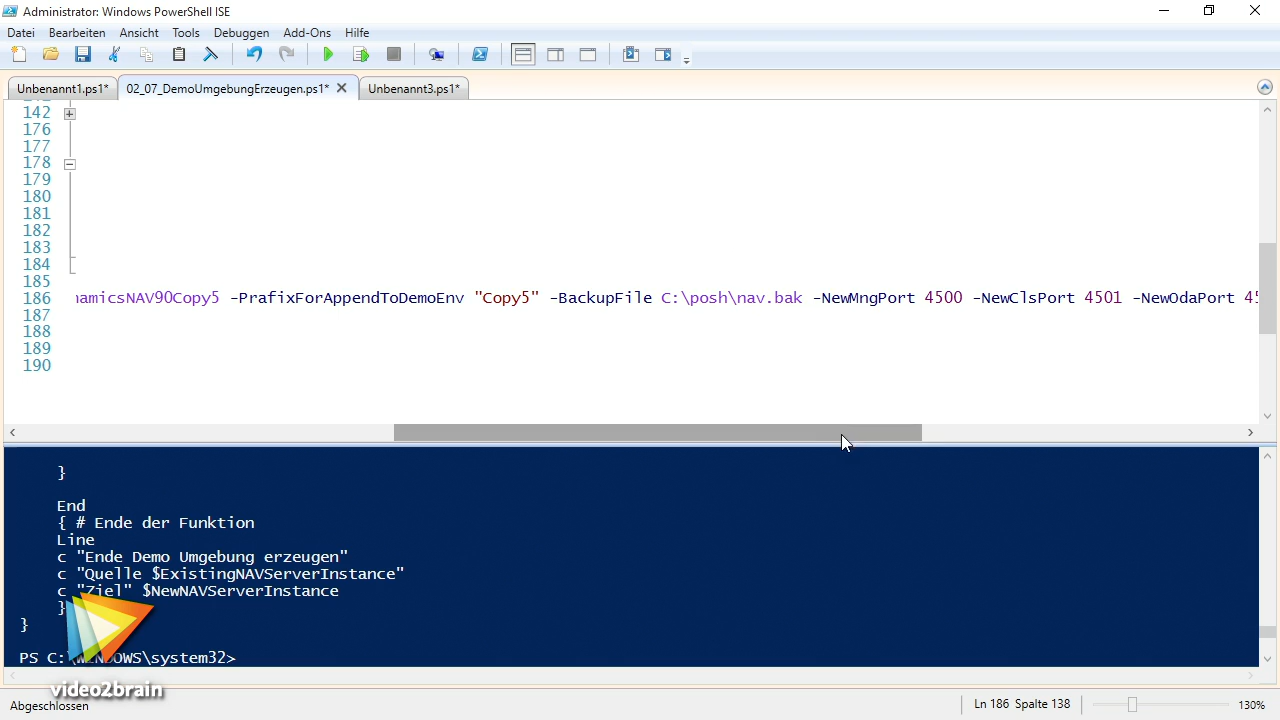 Administrator: Windows PowerShell ISE
Datei Bearbeiten Ansicht Tools Debuggen Add-Ons Hilfe
Unbenannt1.ps1* 02_07_DemoUmgebungErzeugen.ps1* Unbenannt3.ps1*
142
176
177
178
179
180
181
182
183
184
185
186 amicsNAV90Copy5 -PrafixForAppendToDemoEnv "Copy5" -BackupFile C:\posh\nav.bak -NewMngPort 4500 -NewClsPort 4501 -NewOdaPort 45
187
188
189
190
}
End
{ # Ende der Funktion
Line
c "Ende Demo Umgebung erzeugen"
c "Quelle $ExistingNAVServerInstance"
c "Ziel" $NewNAVServerInstance
}
}
PS C:\WINDOWS\system32>
video2brain
Abgeschlossen Ln 186 Spalte 138 130%